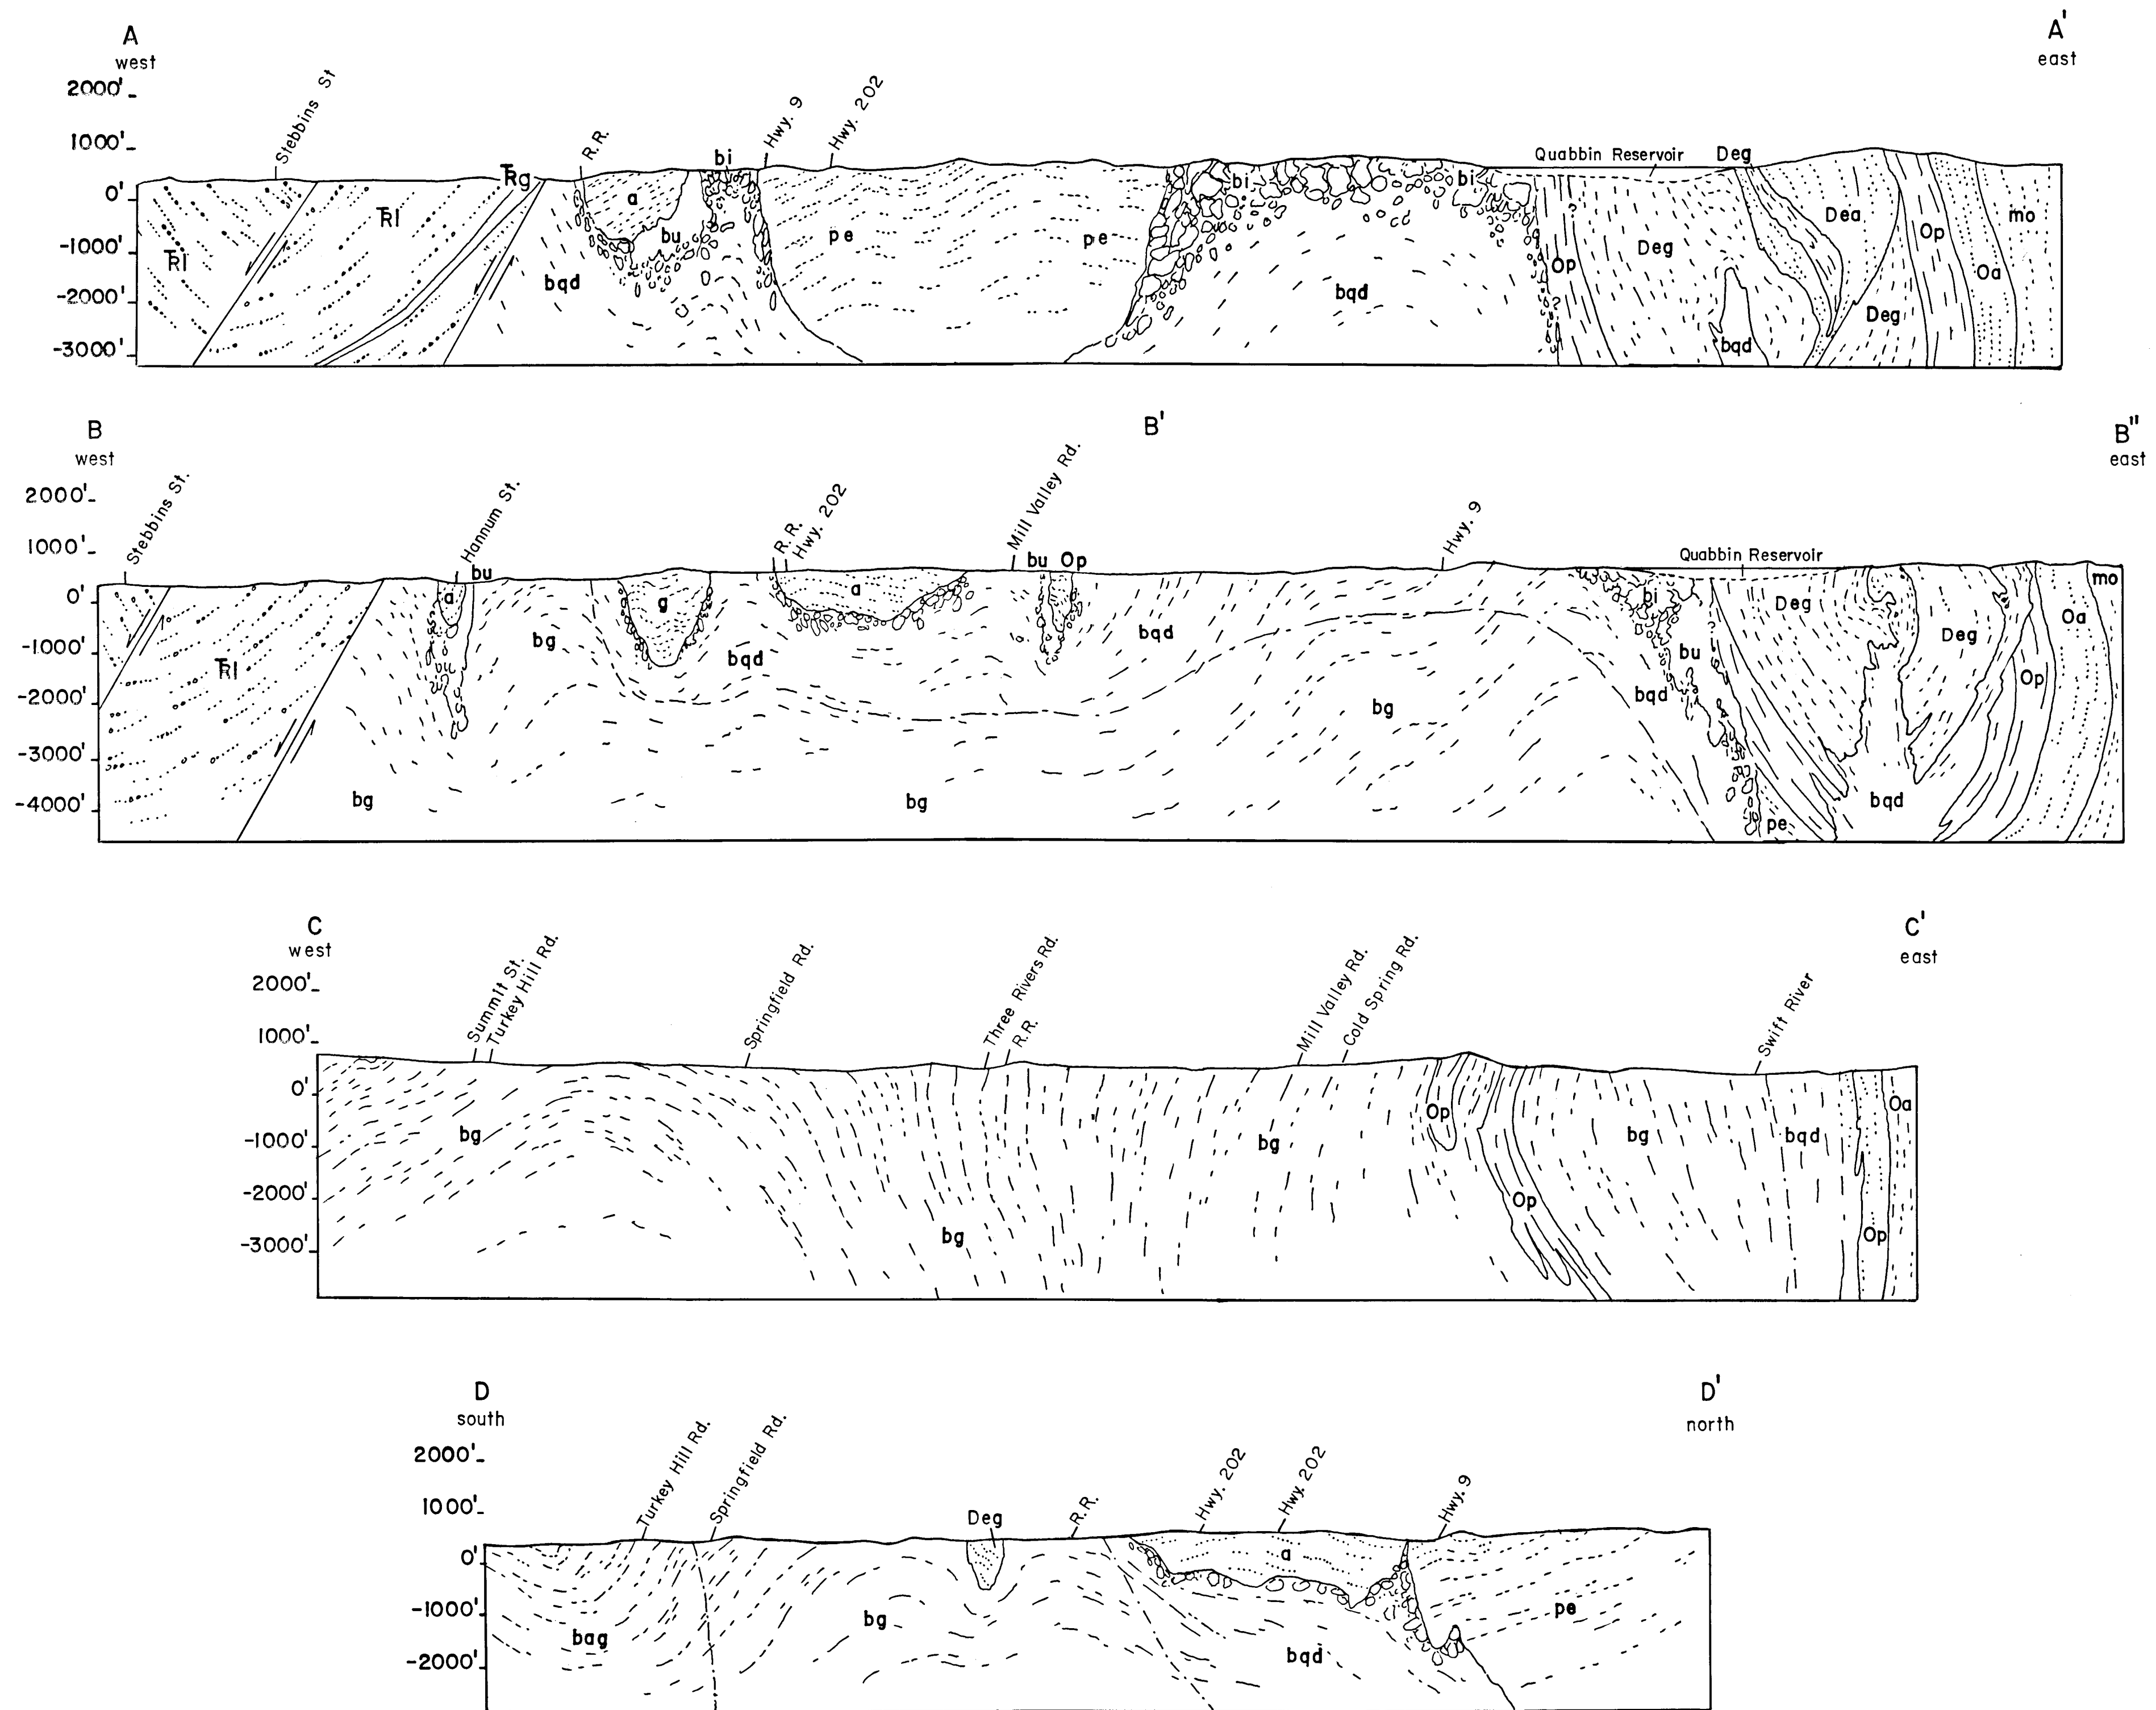 A
west
A'
east
2000'
1000'
0'
-1000'
-2000'
-3000'
Stebbins St
R.R.
Hwy. 9
Hwy. 202
Quabbin Reservoir
Deg
TRg
bi
TRl
TRl
a
bu
bqd
pe
pe
bi
bqd
bi
?
Op
?
Deg
bqd
Dea
Deg
Op
Oa
mo
B
west
B'
B"
east
2000'
1000'
0'
-1000'
-2000'
-3000'
-4000'
Stebbins St.
Hannum St.
R.R.
Hwy. 202
Mill Valley Rd.
Hwy. 9
Quabbin Reservoir
bu
bu
Op
TRl
a
bg
g
bqd
a
bqd
bg
bg
bg
bi
bu
bqd
?
pe
Deg
bqd
Deg
Op
Oa
mo
C
west
C'
east
2000'
1000'
0'
-1000'
-2000'
-3000'
Summit St.
Turkey Hill Rd.
Springfield Rd.
Three Rivers Rd.
R.R.
Mill Valley Rd.
Cold Spring Rd.
Swift River
bg
bg
bg
Op
Op
bg
bqd
Op
Oa
D
south
D'
north
2000'
1000'
0'
-1000'
-2000'
Turkey Hill Rd.
Springfield Rd.
Deg
R.R.
Hwy. 202
Hwy. 202
Hwy. 9
bag
bg
a
bqd
pe